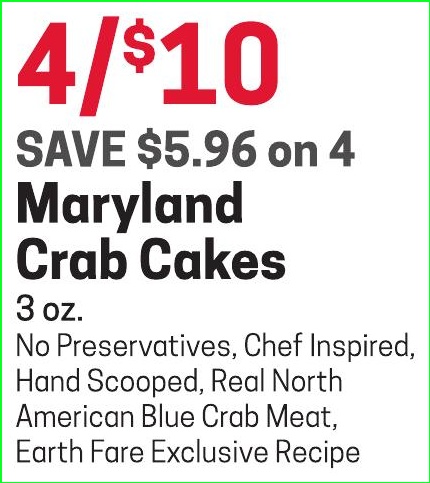 4/$10
SAVE $5.96 on 4
Maryland
Crab Cakes
3 oz.
No Preservatives, Chef Inspired,
Hand Scooped, Real North
American Blue Crab Meat,
Earth Fare Exclusive Recipe